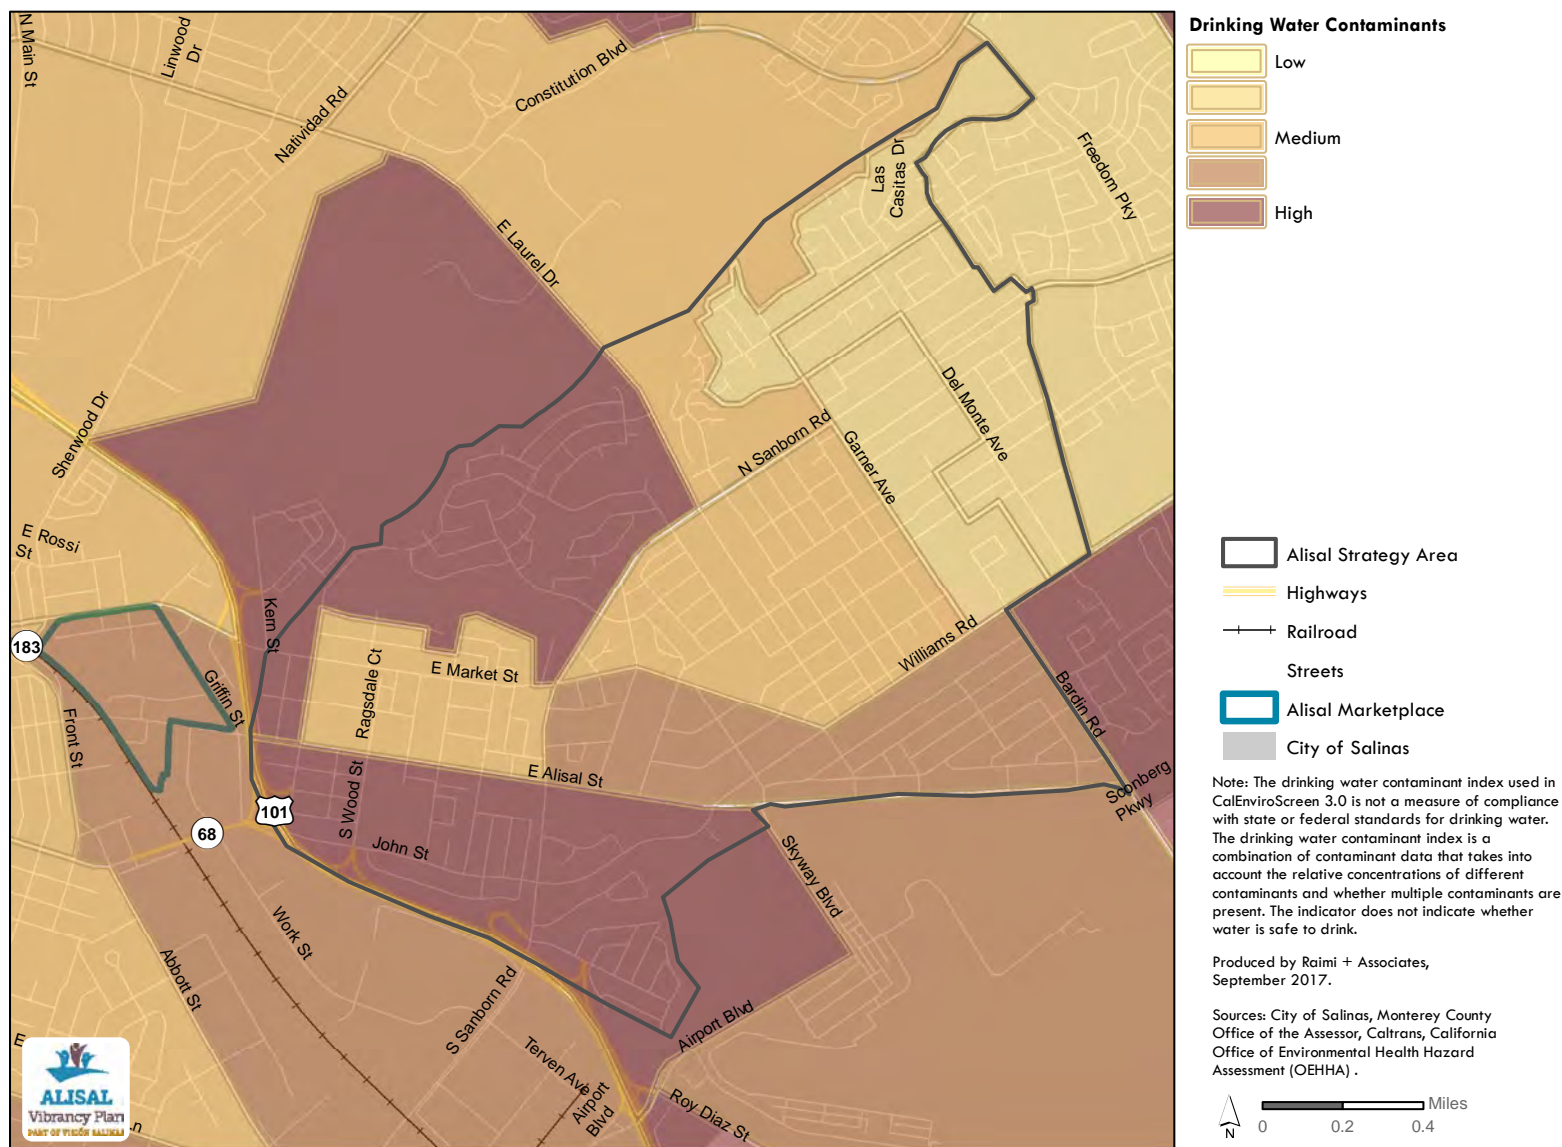 N Main St
Linwood
Dr
Natividad Rd
Constitution Blvd
Las
Casitas Dr
Freedom Pky
E Laurel Dr
Sherwood Dr
Del Monte Ave
N Sanborn Rd
Garner Ave
E Rossi
St
Kern St
183
Griffin St
Front St
Ragsdale Ct
E Market St
Williams Rd
Bardin Rd
E Alisal St
Sconberg
Pkwy
101
68
S Wood St
John St
Skyway Blvd
Work St
Abbott St
S Sanborn Rd
Airport Blvd
Terven Ave
Airport
Blvd
Roy Diaz St
E
ln
ALISAL
Vibrancy Plan
PART OF VISIÓN SALINAS
Drinking Water Contaminants
Low
Medium
High
Alisal Strategy Area
Highways
Railroad
Streets
Alisal Marketplace
City of Salinas
Note: The drinking water contaminant index used in
CalEnviroScreen 3.0 is not a measure of compliance
with state or federal standards for drinking water.
The drinking water contaminant index is a
combination of contaminant data that takes into
account the relative concentrations of different
contaminants and whether multiple contaminants are
present. The indicator does not indicate whether
water is safe to drink.
Produced by Raimi + Associates,
September 2017.
Sources: City of Salinas, Monterey County
Office of the Assessor, Caltrans, California
Office of Environmental Health Hazard
Assessment (OEHHA) .
N
Miles
0 0.2 0.4